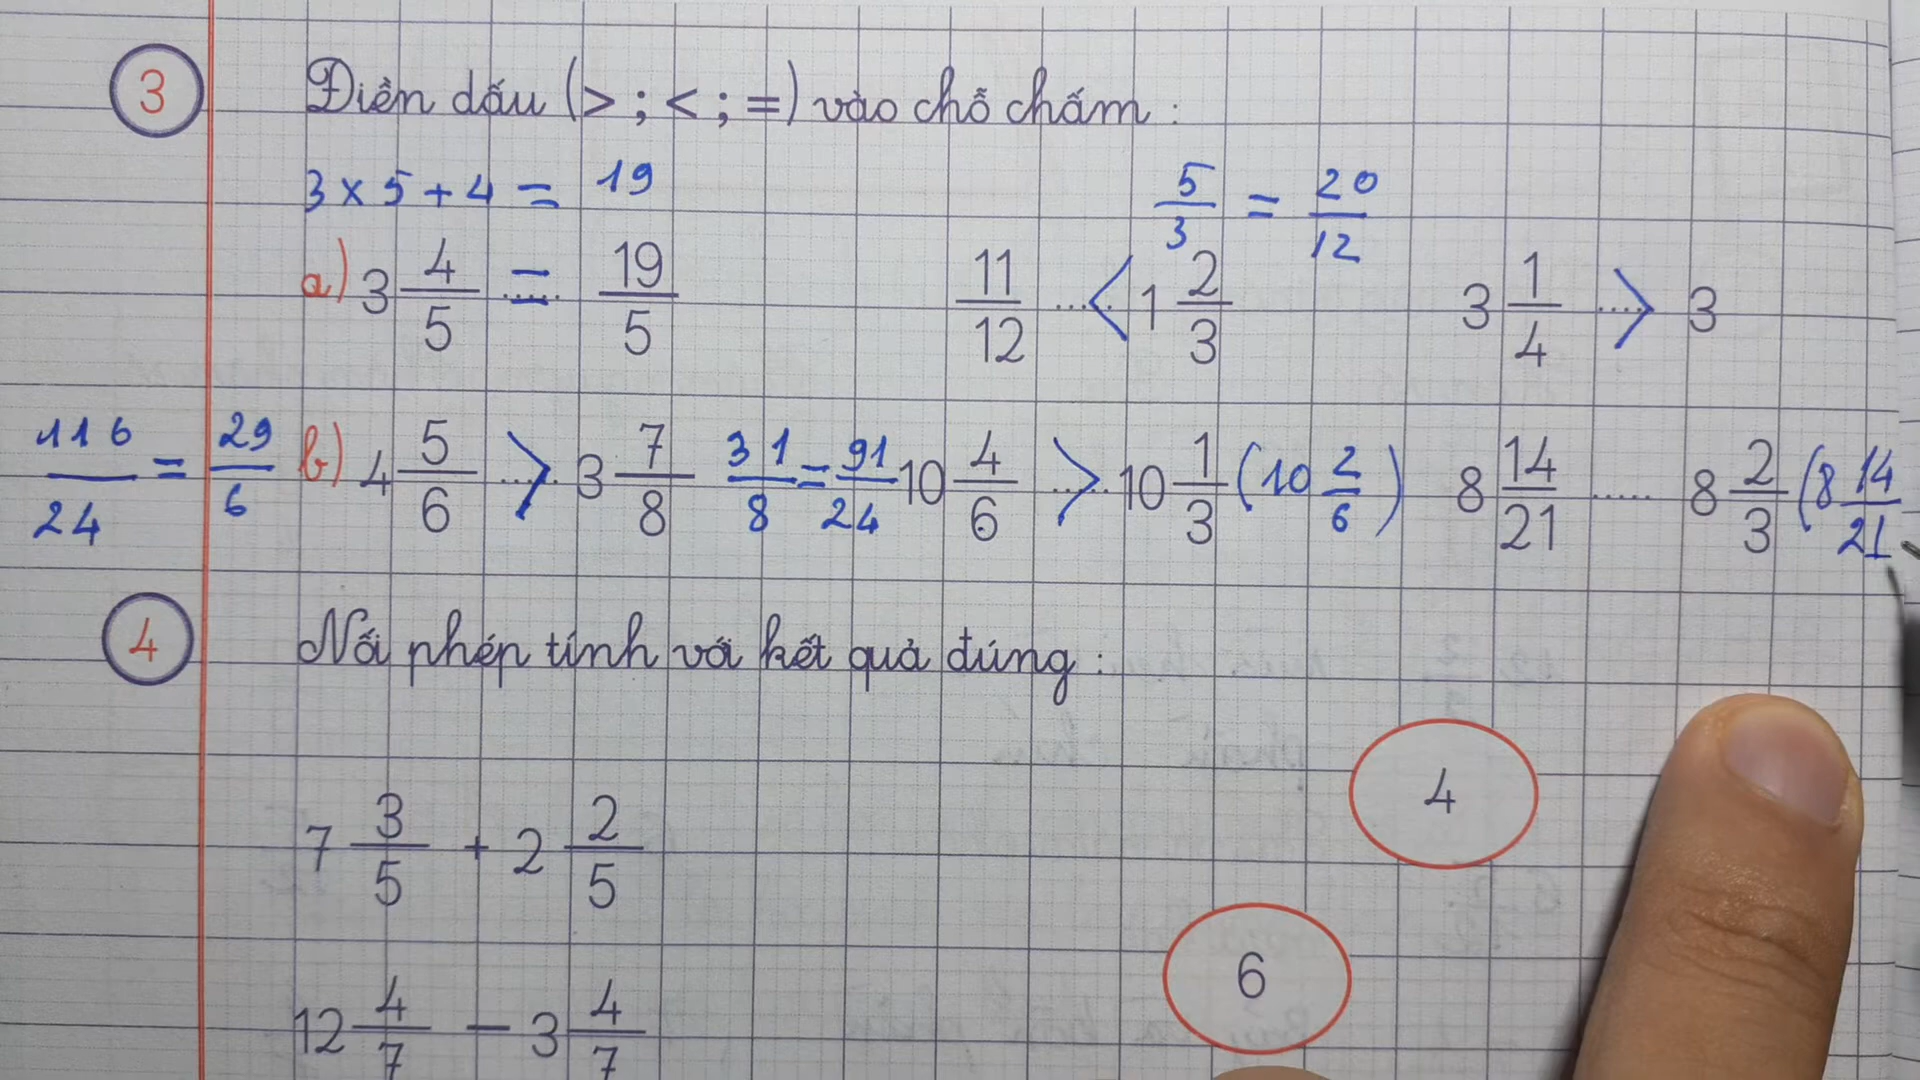 3 Điền dấu (> ; < ; =) vào chỗ chấm :
3 x 5 + 4 = 19 5/3 = 20/12
a) 3 4/5 ..=.. 19/5 11/12 ...< 1 2/3 3 1/4 ...> 3
116/24 = 29/6 b) 4 5/6 ..>.. 3 7/8 31/8 = 91/24 10 4/6 ..>.. 10 1/3 (10 2/6) 8 14/21 ..... 8 2/3 (8 14/21
4 Nối phép tính với kết quả đúng :
4
7 3/5 + 2 2/5
6
12 4/7 - 3 4/7